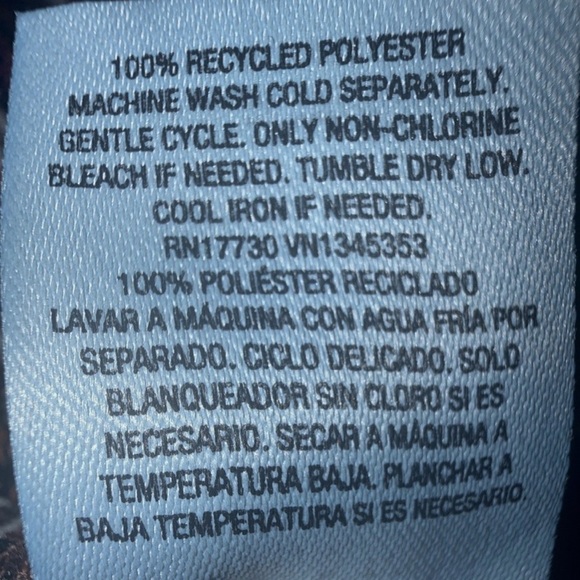 100% RECYCLED POLYESTER
MACHINE WASH COLD SEPARATELY.
GENTLE CYCLE. ONLY NON-CHLORINE
BLEACH IF NEEDED. TUMBLE DRY LOW.
COOL IRON IF NEEDED.
RN17730 VN1345353
100% POLIÉSTER RECICLADO
LAVAR A MÁQUINA CON AGUA FRÍA POR
SEPARADO. CICLO DELICADO. SOLO
BLANQUEADOR SIN CLORO SI ES
NECESARIO. SECAR A MÁQUINA A
TEMPERATURA BAJA. PLANCHAR A
BAJA TEMPERATURA SI ES NECESARIO.